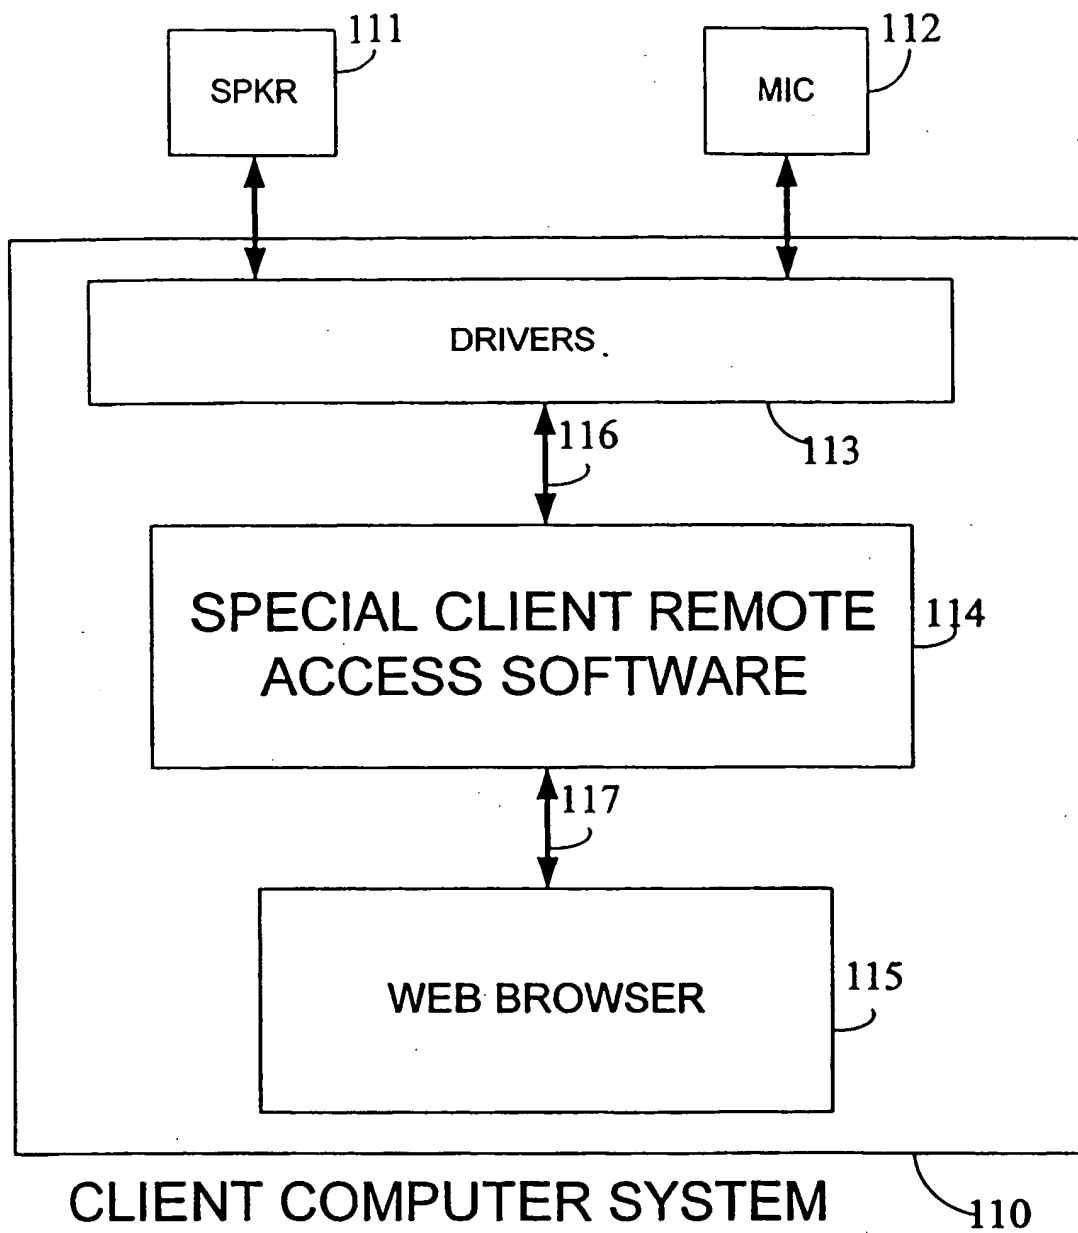 111
112
SPKR
MIC
DRIVERS
116
113
SPECIAL CLIENT REMOTE
ACCESS SOFTWARE
114
117
WEB BROWSER
115
CLIENT COMPUTER SYSTEM
110